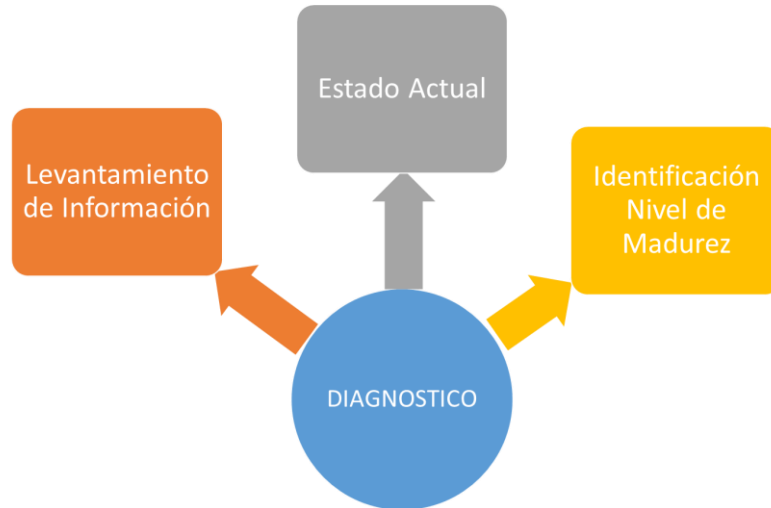 Estado Actual
Levantamiento
de Información
Identificación
Nivel de
Madurez
DIAGNOSTICO